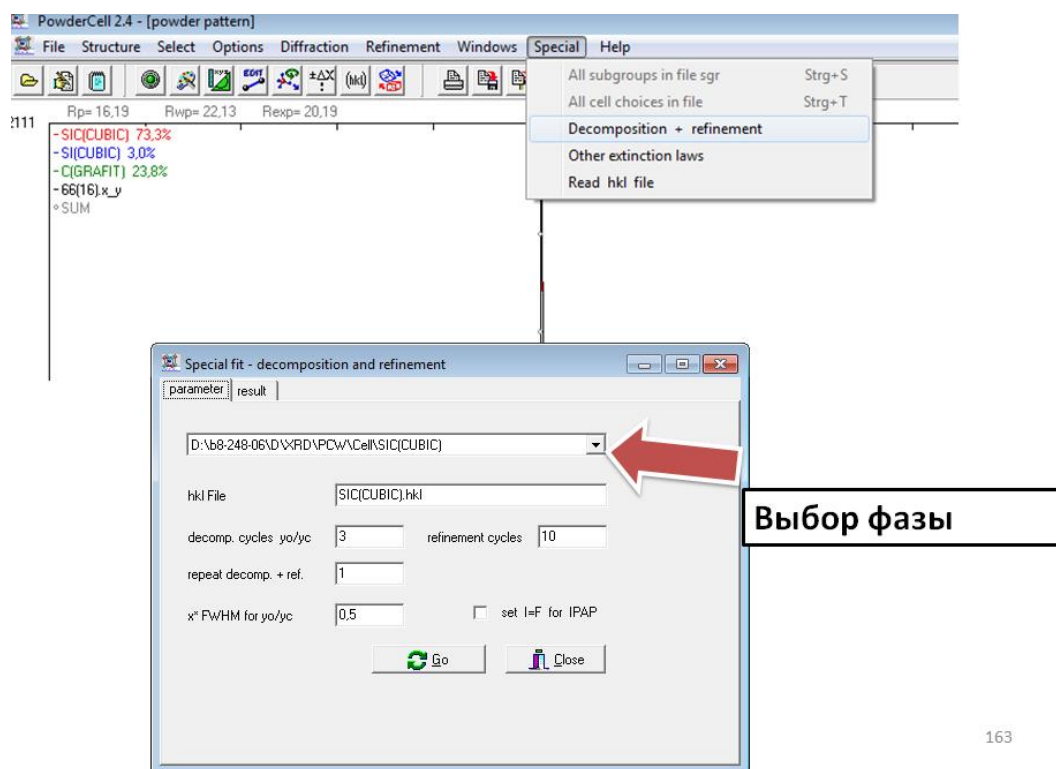 PowderCell 2.4 - [powder pattern]
File Structure Select Options Diffraction Refinement Windows Special Help
All subgroups in file sgr Strg+S
All cell choices in file Strg+T
Decomposition + refinement
Other extinction laws
Read hkl file
EDIT
±ΔX
(hkl)
Rp= 16,19 Rwp= 22,13 Rexp= 20,19
2111
-SIC(CUBIC) 73,3%
-SI(CUBIC) 3,0%
-C(GRAFIT) 23,8%
-66(16).x_y
∘SUM
Special fit - decomposition and refinement
parameter result
D:\b8-248-06\D\XRD\PCW\Cell\SIC(CUBIC)
hkl File SIC(CUBIC).hkl
decomp. cycles yo/yc 3 refinement cycles 10
repeat decomp. + ref. 1
x* FWHM for yo/yc 0,5 set I=F for IPAP
Go Close
Выбор фазы
163